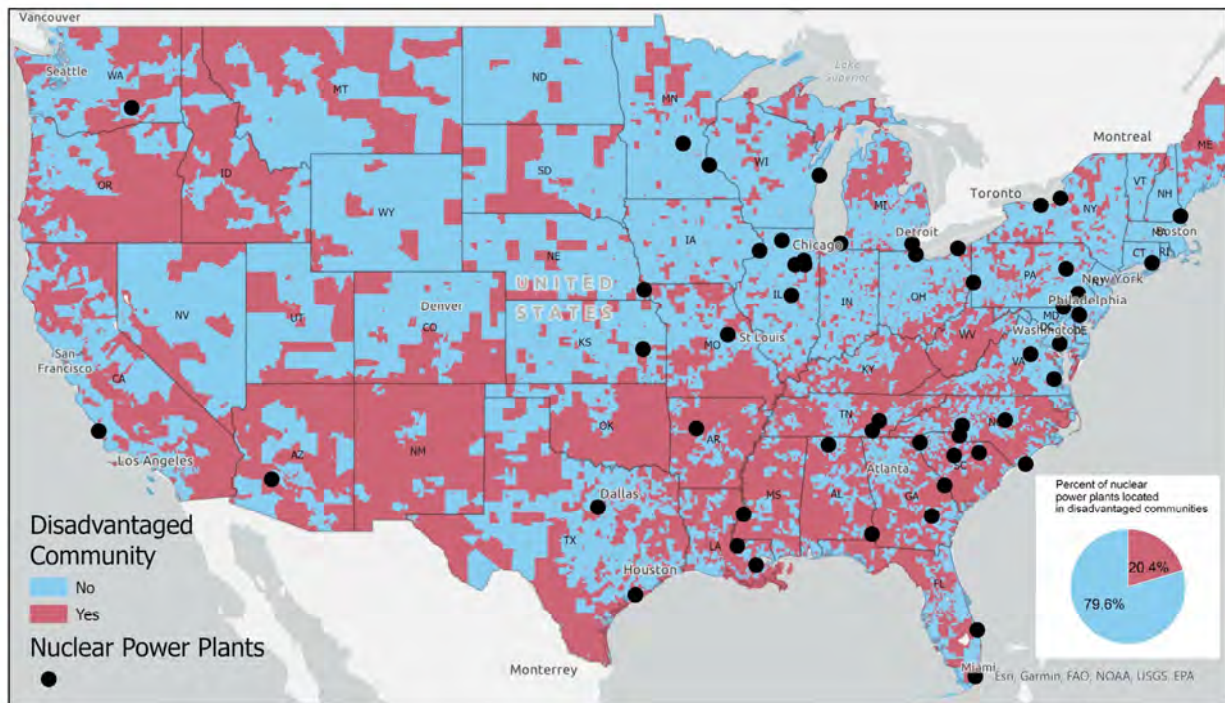 Vancouver
Seattle
WA
MT
ND
MN
Lake
Superior
Montreal
ME
OR
ID
SD
WI
VT
NH
Toronto
NY
WY
MI
Detroit
Boston
IA
Chicago
CT
RI
NE
UNITED
STATES
PA
New York
NV
UT
Denver
CO
IL
IN
OH
Philadelphia
MD
DE
Washington
San
Francisco
CA
KS
MO
St Louis
WV
VA
KY
Los Angeles
AZ
NM
OK
AR
TN
NC
Atlanta
SC
Dallas
TX
MS
AL
GA
LA
Houston
FL
Monterrey
Miami
Disadvantaged
Community
No
Yes
Nuclear Power Plants
Percent of nuclear
power plants located
in disadvantaged communities
20.4%
79.6%
Esri, Garmin, FAO, NOAA, USGS, EPA